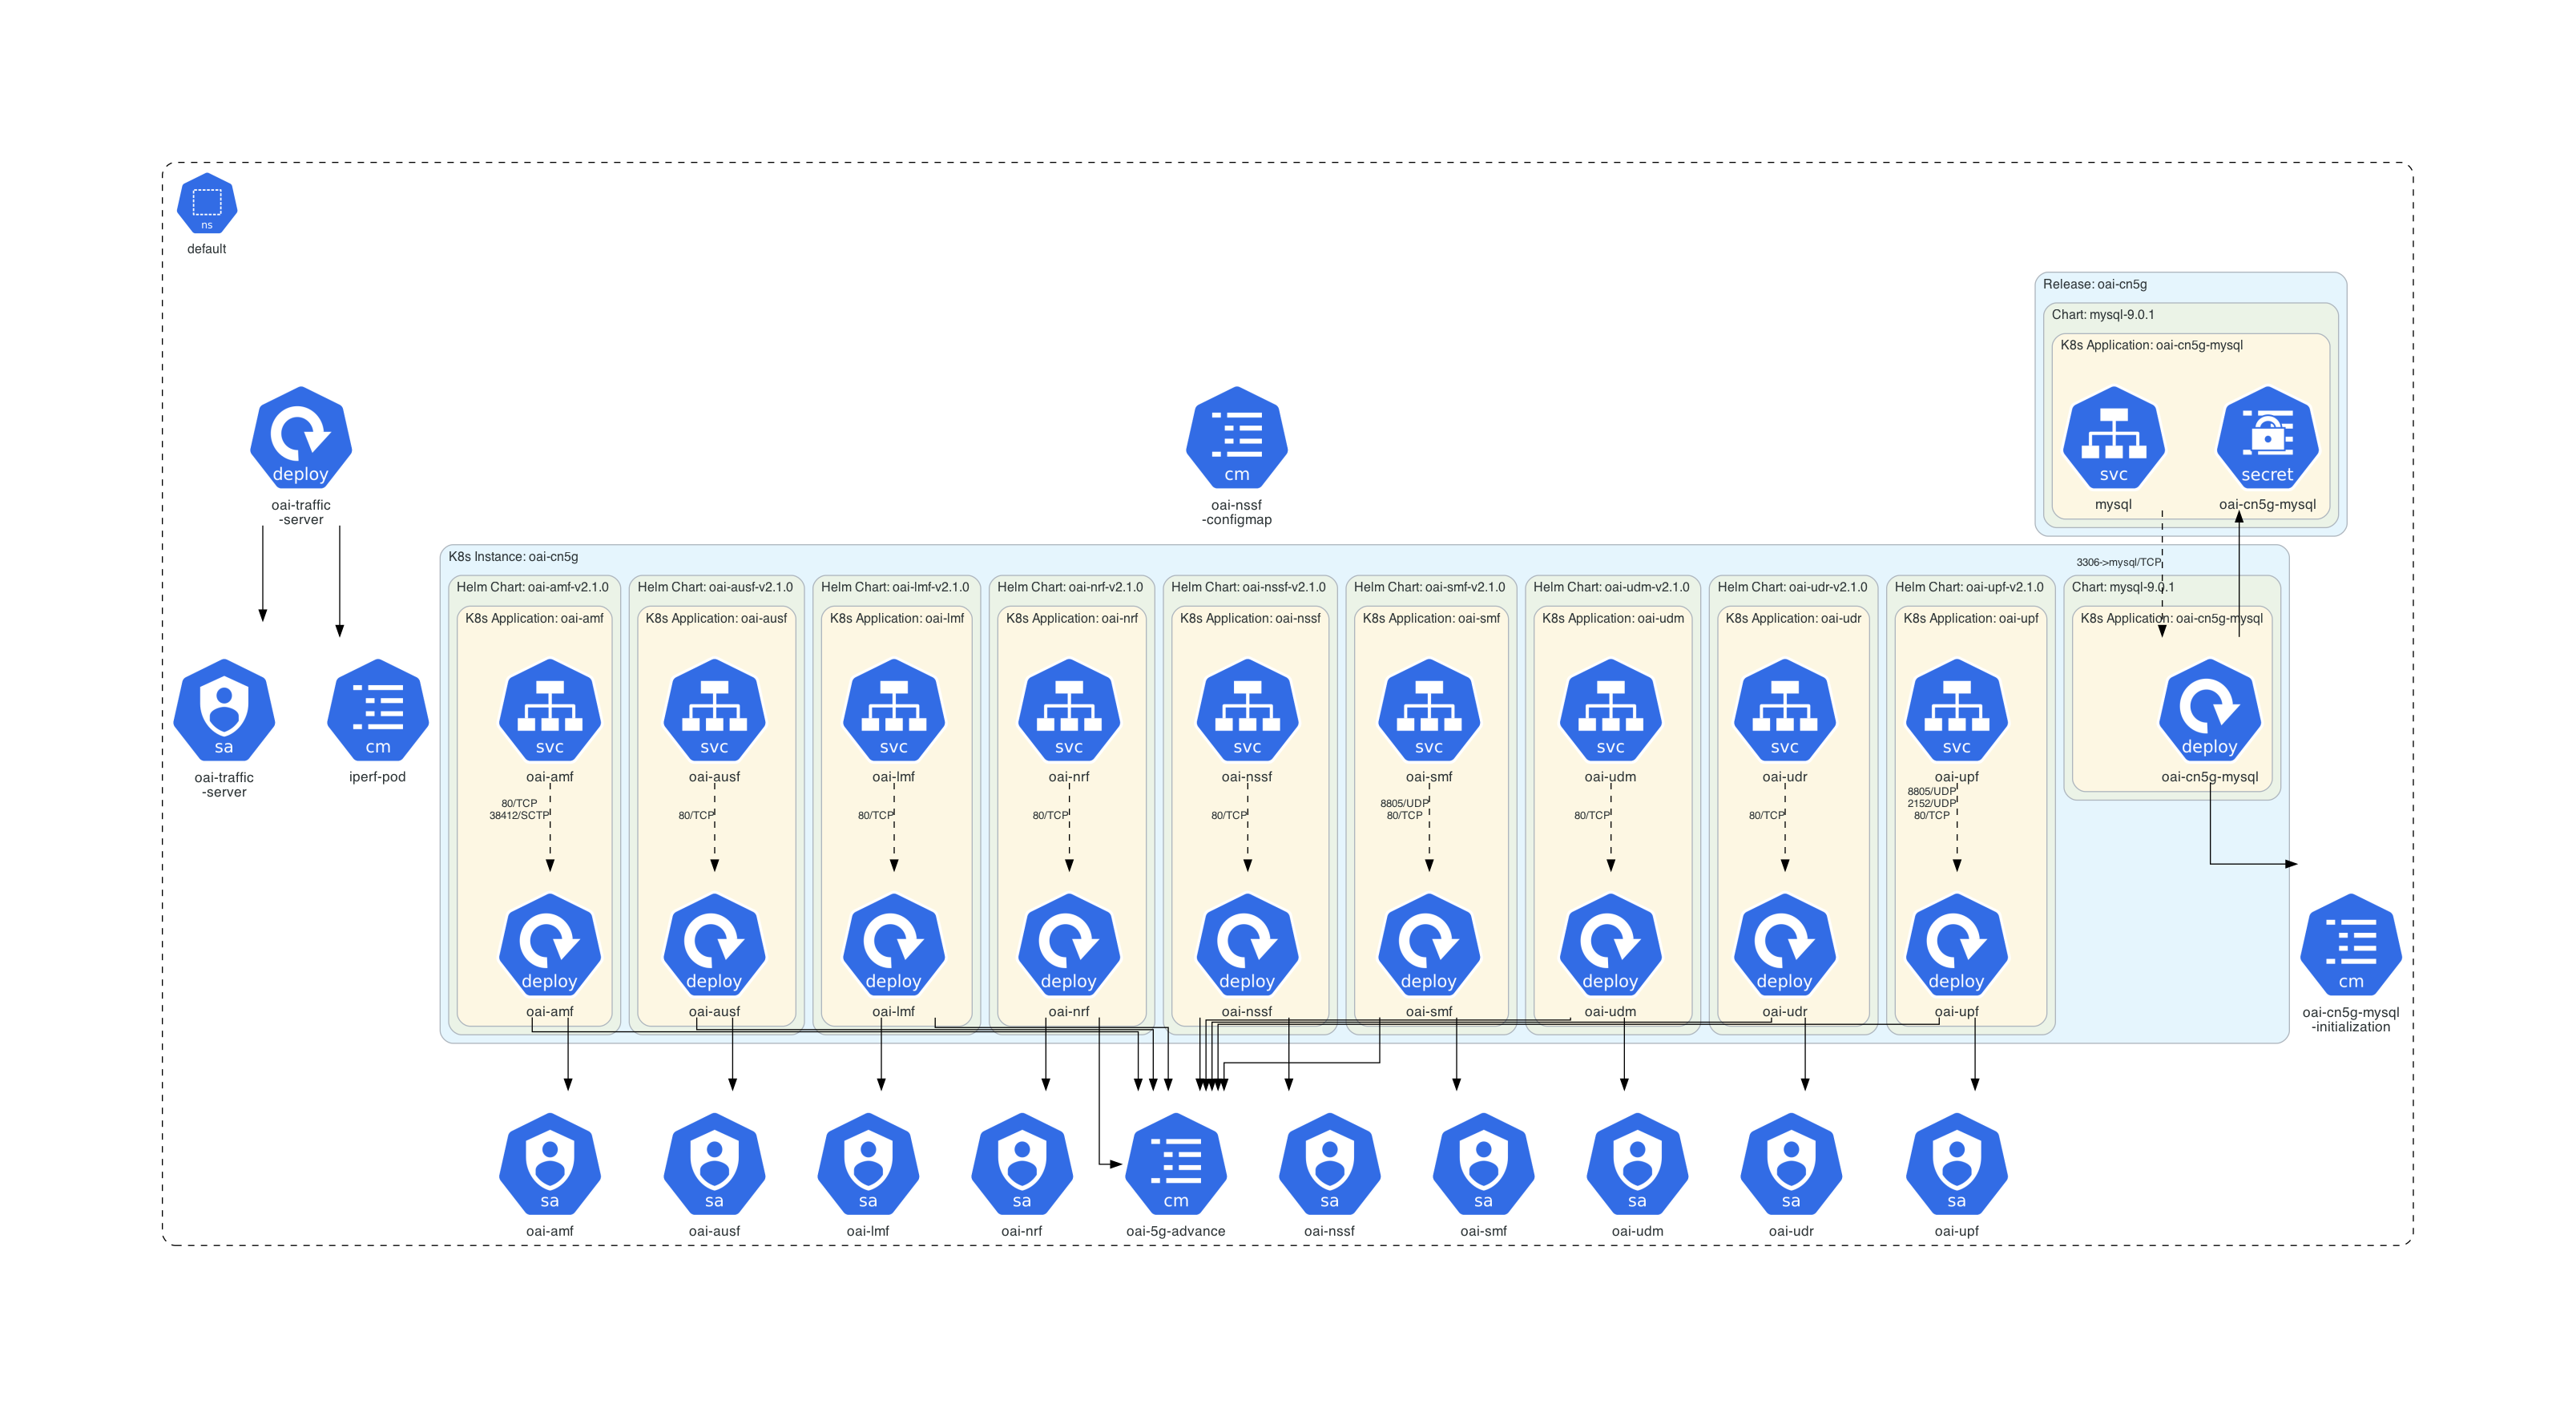 ns
default
Release: oai-cn5g
Chart: mysql-9.0.1
K8s Application: oai-cn5g-mysql
deploy
oai-traffic
-server
cm
oai-nssf
-configmap
svc
mysql
secret
oai-cn5g-mysql
3306->mysql/TCP
K8s Instance: oai-cn5g
Helm Chart: oai-amf-v2.1.0
Helm Chart: oai-ausf-v2.1.0
Helm Chart: oai-lmf-v2.1.0
Helm Chart: oai-nrf-v2.1.0
Helm Chart: oai-nssf-v2.1.0
Helm Chart: oai-smf-v2.1.0
Helm Chart: oai-udm-v2.1.0
Helm Chart: oai-udr-v2.1.0
Helm Chart: oai-upf-v2.1.0
Chart: mysql-9.0.1
K8s Application: oai-amf
K8s Application: oai-ausf
K8s Application: oai-lmf
K8s Application: oai-nrf
K8s Application: oai-nssf
K8s Application: oai-smf
K8s Application: oai-udm
K8s Application: oai-udr
K8s Application: oai-upf
K8s Application: oai-cn5g-mysql
sa
oai-traffic
-server
cm
iperf-pod
svc
oai-amf
svc
oai-ausf
svc
oai-lmf
svc
oai-nrf
svc
oai-nssf
svc
oai-smf
svc
oai-udm
svc
oai-udr
svc
oai-upf
deploy
oai-cn5g-mysql
80/TCP
38412/SCTP
80/TCP
80/TCP
80/TCP
80/TCP
8805/UDP
80/TCP
80/TCP
80/TCP
8805/UDP
2152/UDP
80/TCP
deploy
oai-amf
deploy
oai-ausf
deploy
oai-lmf
deploy
oai-nrf
deploy
oai-nssf
deploy
oai-smf
deploy
oai-udm
deploy
oai-udr
deploy
oai-upf
cm
oai-cn5g-mysql
-initialization
sa
oai-amf
sa
oai-ausf
sa
oai-lmf
sa
oai-nrf
cm
oai-5g-advance
sa
oai-nssf
sa
oai-smf
sa
oai-udm
sa
oai-udr
sa
oai-upf